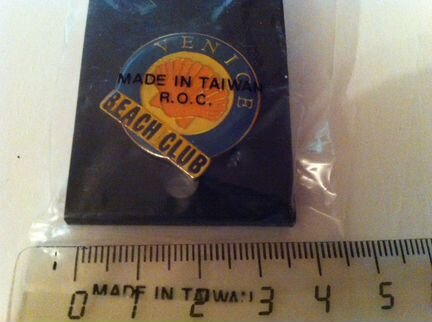 VENICE
MADE IN TAIWAN
R.O.C.
BEACH CLUB
MADE IN TAIWAN
0 1 2 3 4 5